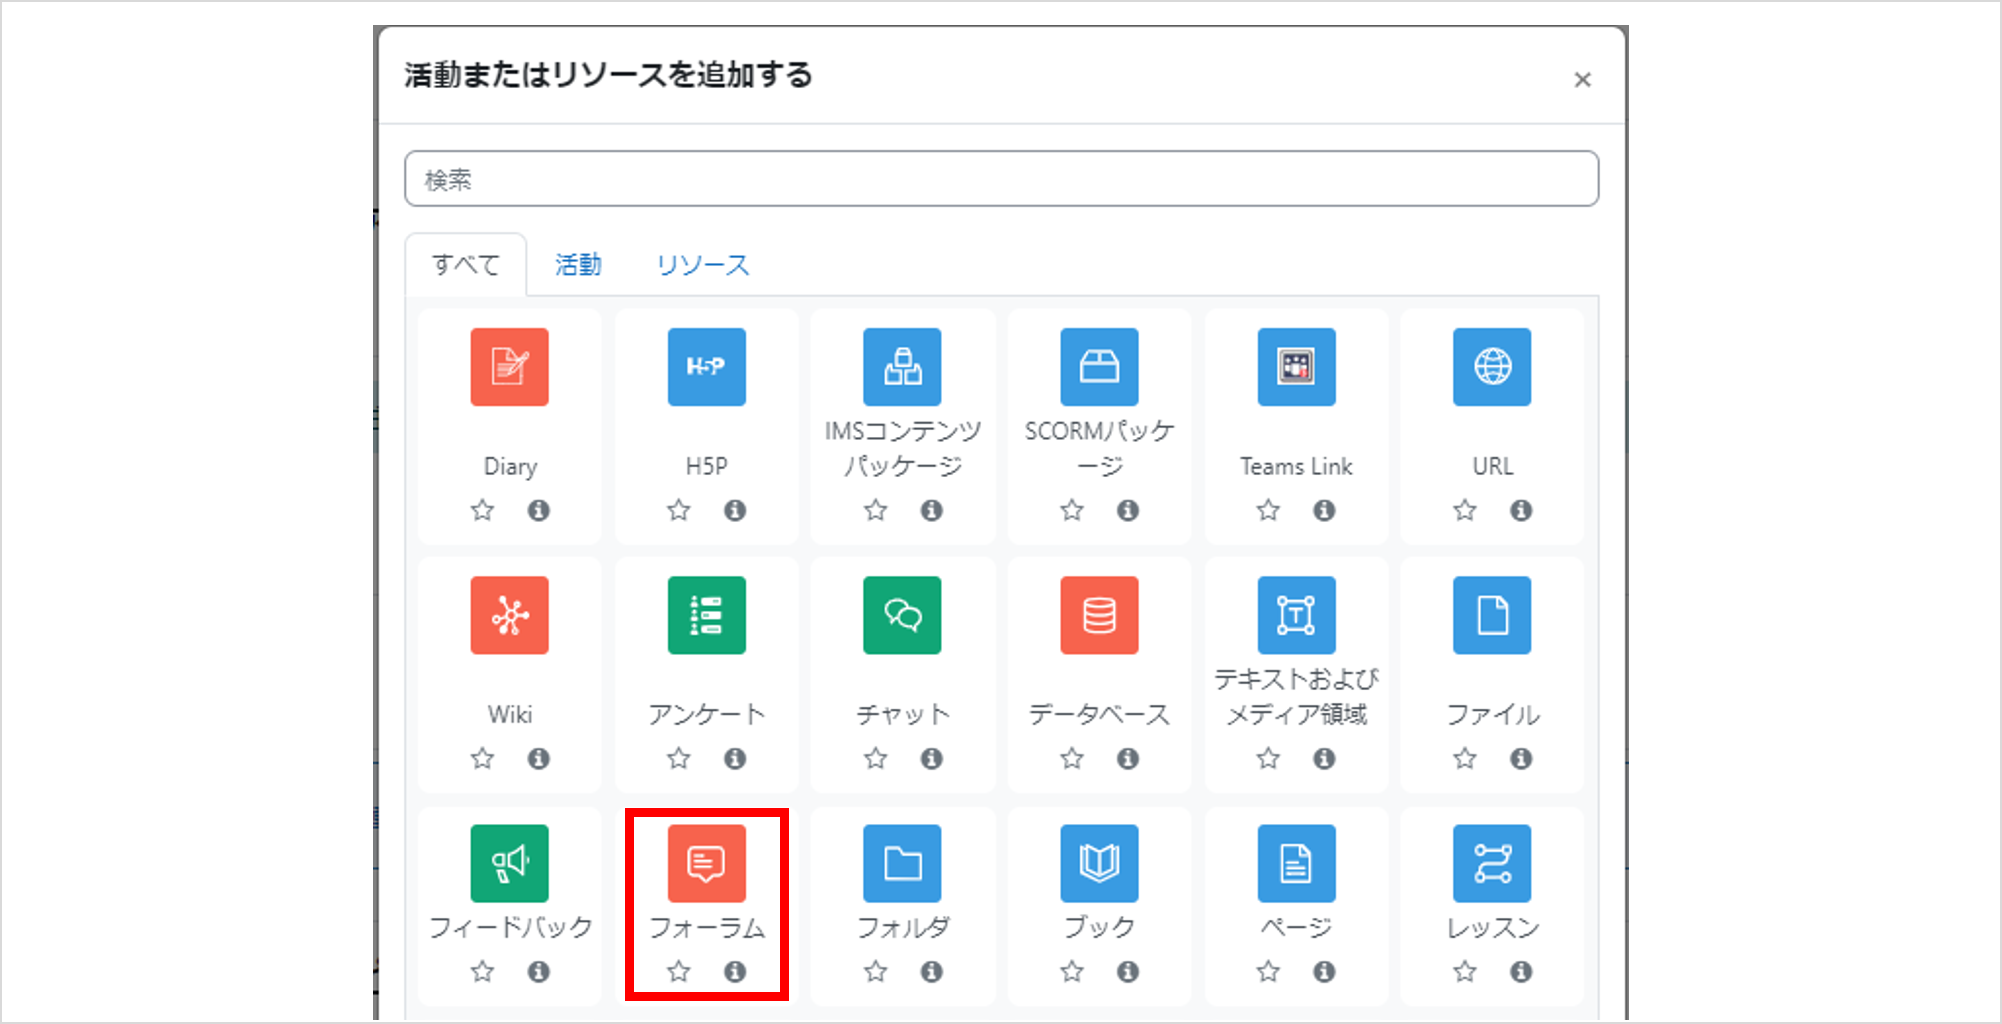 活動またはリソースを追加する
×
検索
すべて 活動 リソース
H5P
Diary
H5P
IMSコンテンツ
パッケージ
SCORMパッケ
ージ
Teams Link
URL
Wiki
アンケート
チャット
データベース
T
テキストおよび
メディア領域
ファイル
フィードバック
フォーラム
フォルダ
ブック
ページ
レッスン